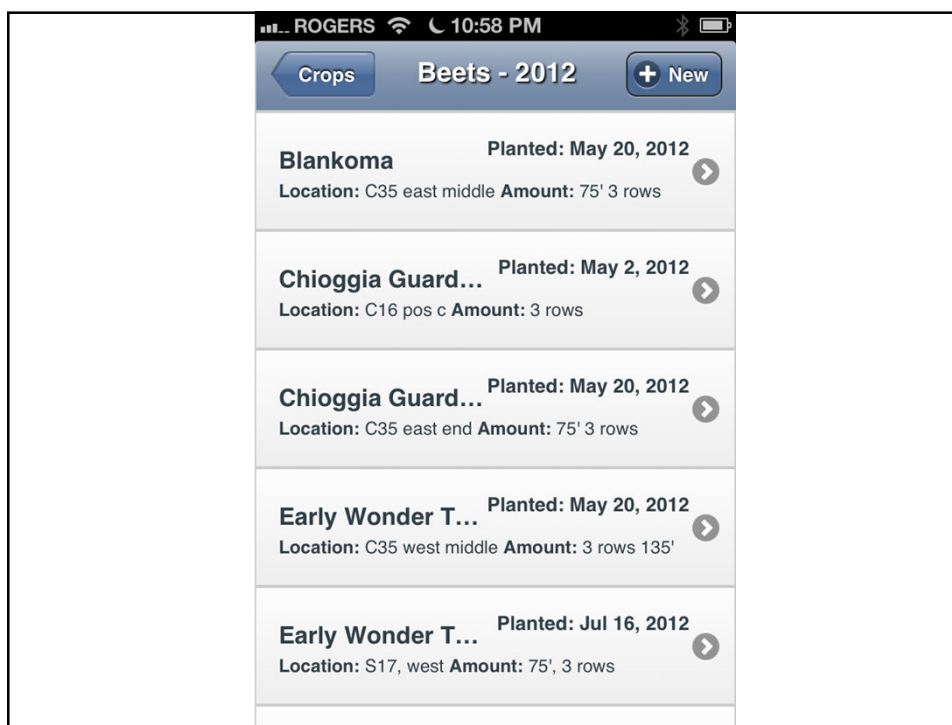 ROGERS 10:58 PM
Crops Beets - 2012 New
Planted: May 20, 2012
Blankoma
Location: C35 east middle Amount: 75' 3 rows
Planted: May 2, 2012
Chioggia Guard...
Location: C16 pos c Amount: 3 rows
Planted: May 20, 2012
Chioggia Guard...
Location: C35 east end Amount: 75' 3 rows
Planted: May 20, 2012
Early Wonder T...
Location: C35 west middle Amount: 3 rows 135'
Planted: Jul 16, 2012
Early Wonder T...
Location: S17, west Amount: 75', 3 rows